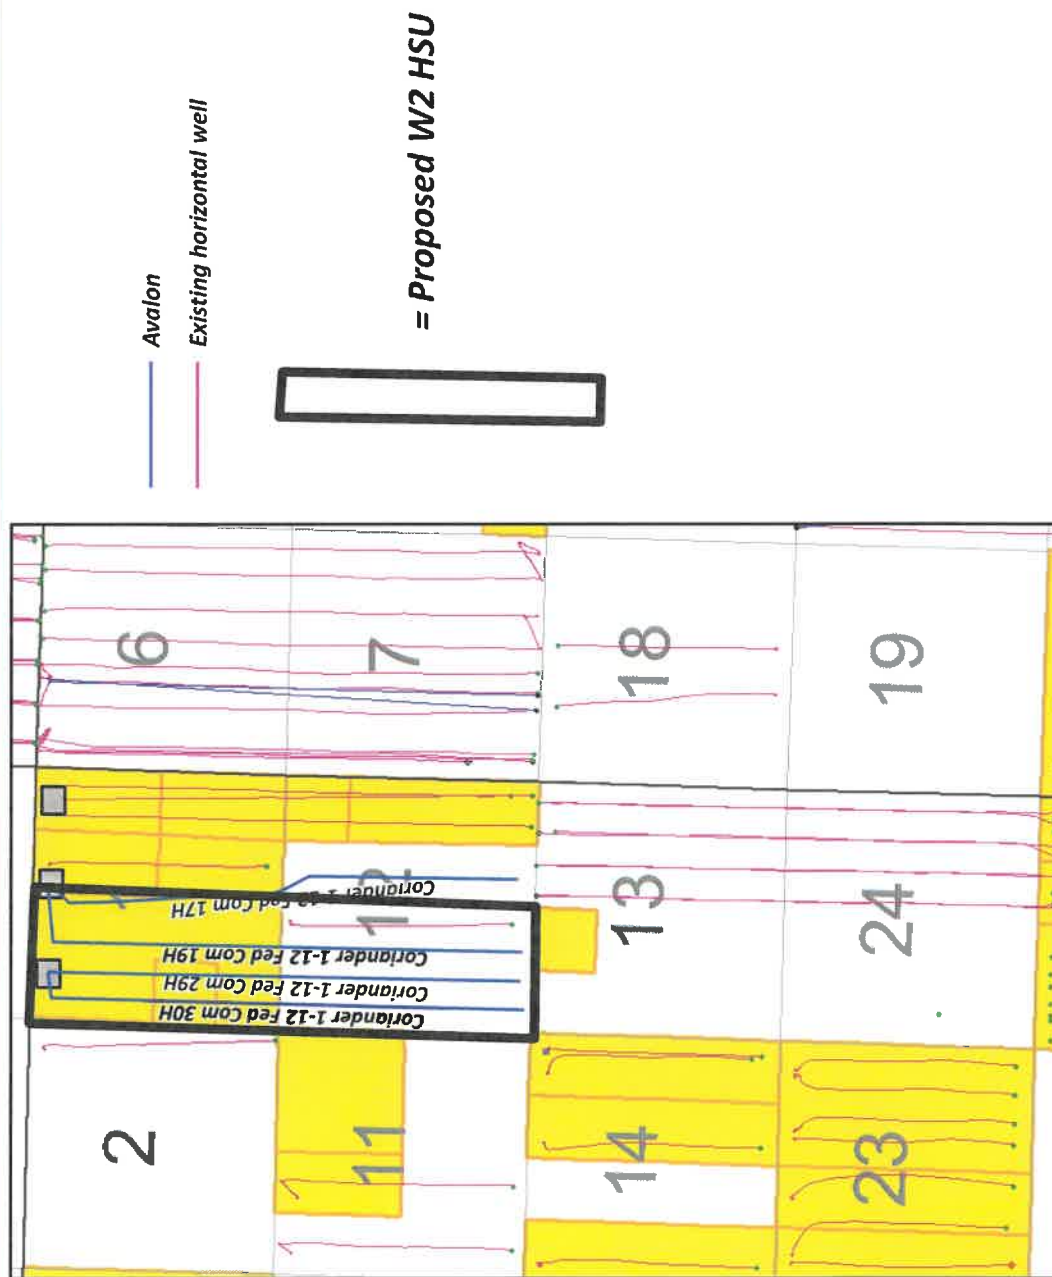 Avalon
Existing horizontal well
= Proposed W2 HSU
6
7
18
19
12
13
24
2
11
14
23
Coriander 1-12 Fed Com 17H
Coriander 1-12 Fed Com 19H
Coriander 1-12 Fed Com 29H
Coriander 1-12 Fed Com 30H